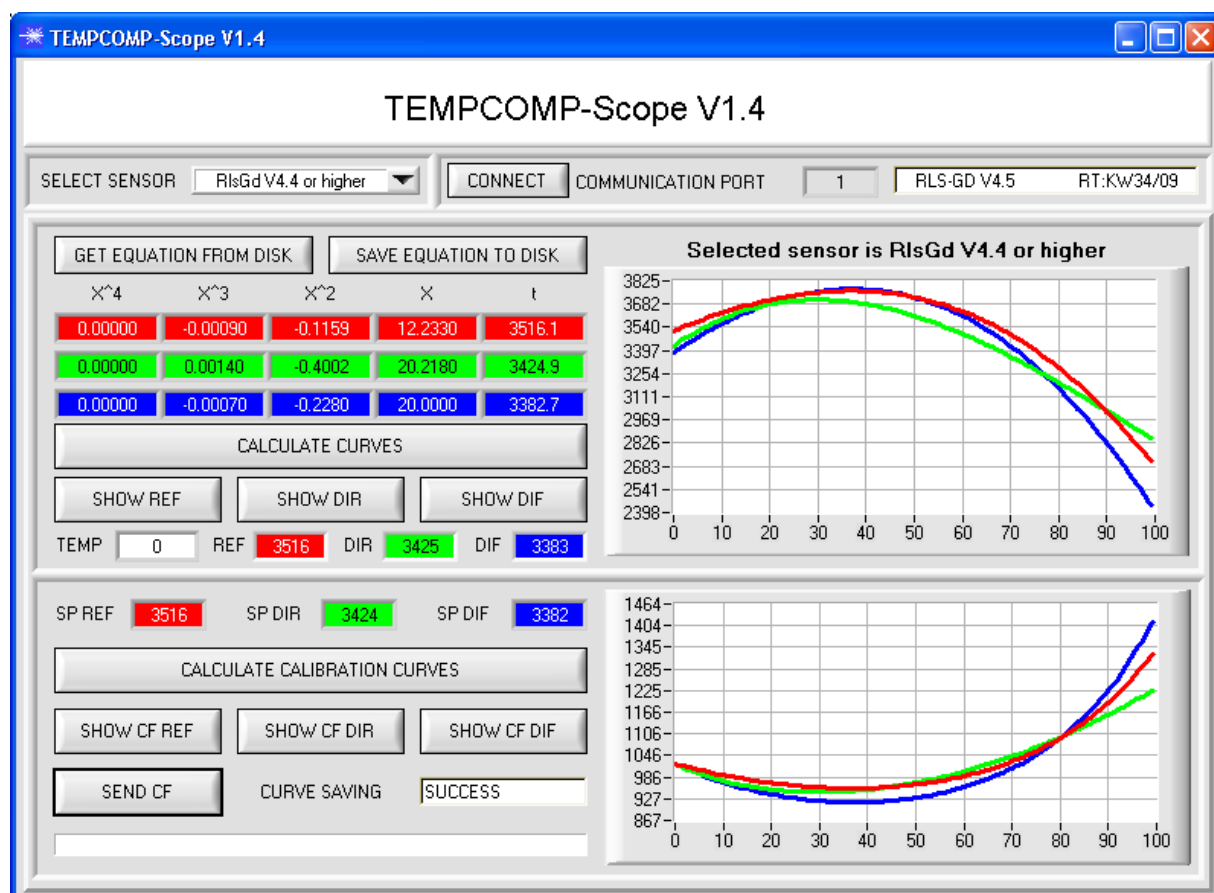 TEMPCOMP-Scope V1.4
TEMPCOMP-Scope V1.4
SELECT SENSOR RlsGd V4.4 or higher CONNECT COMMUNICATION PORT 1 RLS-GD V4.5 RT:KW34/09
GET EQUATION FROM DISK SAVE EQUATION TO DISK
X^4 X^3 X^2 X t
0.00000 -0.00090 -0.1159 12.2330 3516.1
0.00000 0.00140 -0.4002 20.2180 3424.9
0.00000 -0.00070 -0.2280 20.0000 3382.7
CALCULATE CURVES
SHOW REF SHOW DIR SHOW DIF
TEMP 0 REF 3516 DIR 3425 DIF 3383
Selected sensor is RlsGd V4.4 or higher
3825
3682
3540
3397
3254
3111
2969
2826
2683
2541
2398
0 10 20 30 40 50 60 70 80 90 100
SP REF 3516 SP DIR 3424 SP DIF 3382
CALCULATE CALIBRATION CURVES
SHOW CF REF SHOW CF DIR SHOW CF DIF
SEND CF CURVE SAVING SUCCESS
1464
1404
1345
1285
1225
1166
1106
1046
986
927
867
0 10 20 30 40 50 60 70 80 90 100